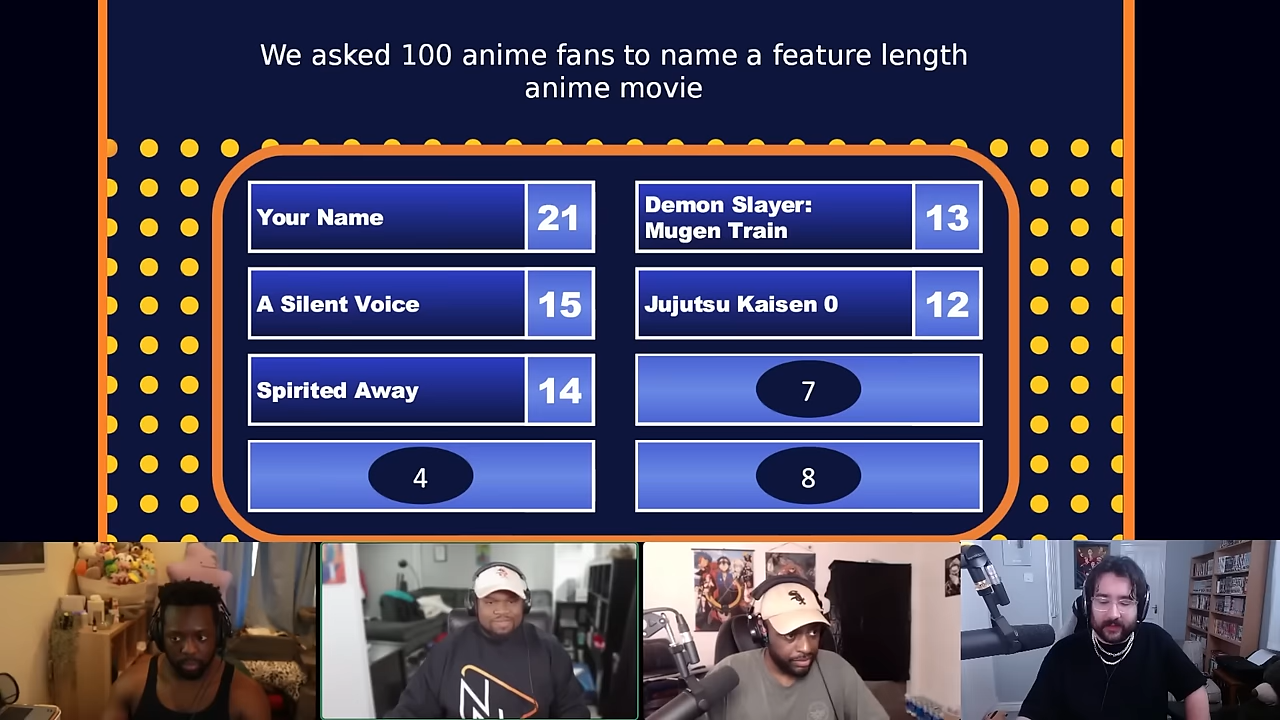 We asked 100 anime fans to name a feature length
anime movie
Your Name 21
A Silent Voice 15
Spirited Away 14
4
Demon Slayer:
Mugen Train 13
Jujutsu Kaisen 0 12
7
8